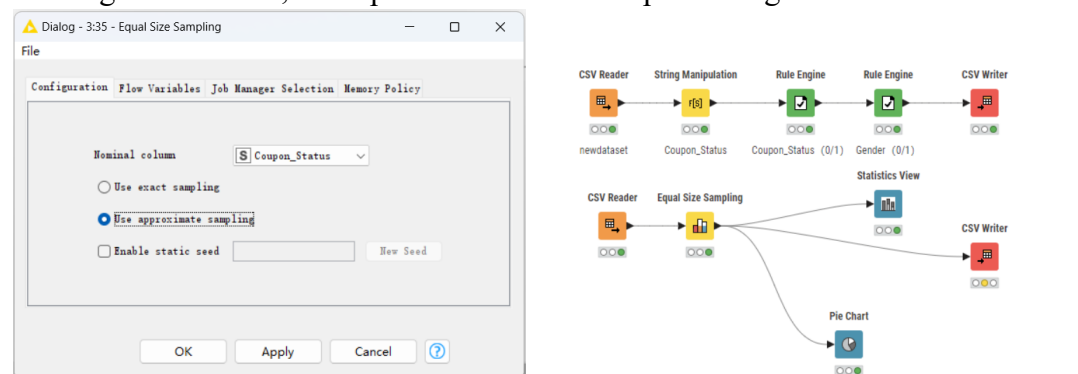 Dialog - 3:35 - Equal Size Sampling
File
Configuration Flow Variables Job Manager Selection Memory Policy
Nominal column
S Coupon_Status
Use exact sampling
Use approximate sampling
Enable static seed
New Seed
OK Apply Cancel ?
CSV Reader String Manipulation Rule Engine Rule Engine CSV Writer
f[S]
newdataset Coupon_Status Coupon_Status (0/1) Gender (0/1)
Statistics View
CSV Reader Equal Size Sampling
CSV Writer
Pie Chart